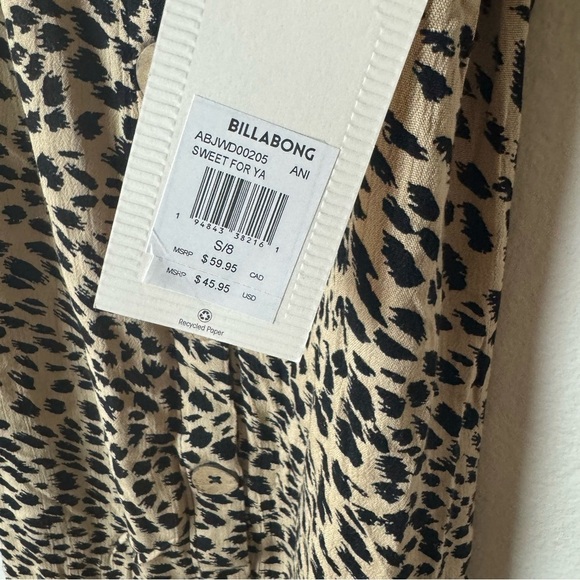 BILLABONG
ABJWD00205 ANI
SWEET FOR YA
1 94843 38216 1
S/8
MSRP $59.95 CAD
MSRP $45.95 USD
Recycled Paper